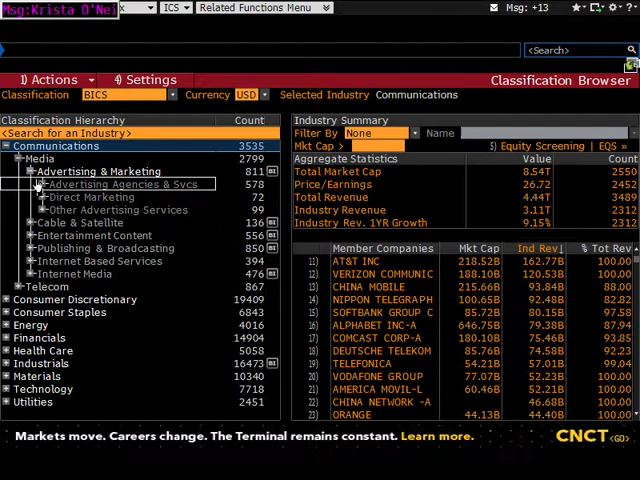 Msg:Krista O'Nei
ICS
Related Functions Menu
Msg: +13
<Search>
1) Actions
4) Settings
Classification Browser
Classification BICS Currency USD Selected Industry Communications
Classification Hierarchy Count
<Search for an Industry>
Communications 3535
Media 2799
Advertising & Marketing 811 BI
Advertising Agencies & Svcs 578
Direct Marketing 72
Other Advertising Services 99
Cable & Satellite 136 BI
Entertainment Content 556
Publishing & Broadcasting 850 BI
Internet Based Services 394
Internet Media 476 BI
Telecom 867
Consumer Discretionary 19409
Consumer Staples 6843
Energy 4016
Financials 14904
Health Care 5058
Industrials 16473 BI
Materials 10340
Technology 7718
Utilities 2451
Industry Summary
Filter By None Name
Mkt Cap > 5) Equity Screening | EQS »
Aggregate Statistics Value Count
Total Market Cap 8.54T 2550
Price/Earnings 26.72 2452
Total Revenue 4.44T 3489
Industry Revenue 3.11T 2312
Industry Rev. 1YR Growth 9.15% 2312
Member Companies Mkt Cap Ind Rev↓ % Tot Rev
11) AT&T INC 218.52B 162.77B 100.00
12) VERIZON COMMUNIC 188.10B 120.53B 100.00
13) CHINA MOBILE 215.66B 93.84B 88.00
14) NIPPON TELEGRAPH 100.65B 92.48B 82.82
15) SOFTBANK GROUP C 85.72B 80.15B 97.58
16) ALPHABET INC-A 646.75B 79.38B 87.94
17) COMCAST CORP-A 180.10B 75.46B 93.85
18) DEUTSCHE TELEKOM 85.76B 74.58B 92.23
19) TELEFONICA 54.21B 57.01B 99.04
20) VODAFONE GROUP 77.07B 52.23B 100.00
21) AMERICA MOVIL-L 60.46B 52.21B 100.00
22) CHINA NETWORK -A 46.68B 100.00
23) ORANGE 44.13B 44.40B 100.00
Markets move. Careers change. The Terminal remains constant. Learn more.
CNCT <GO>